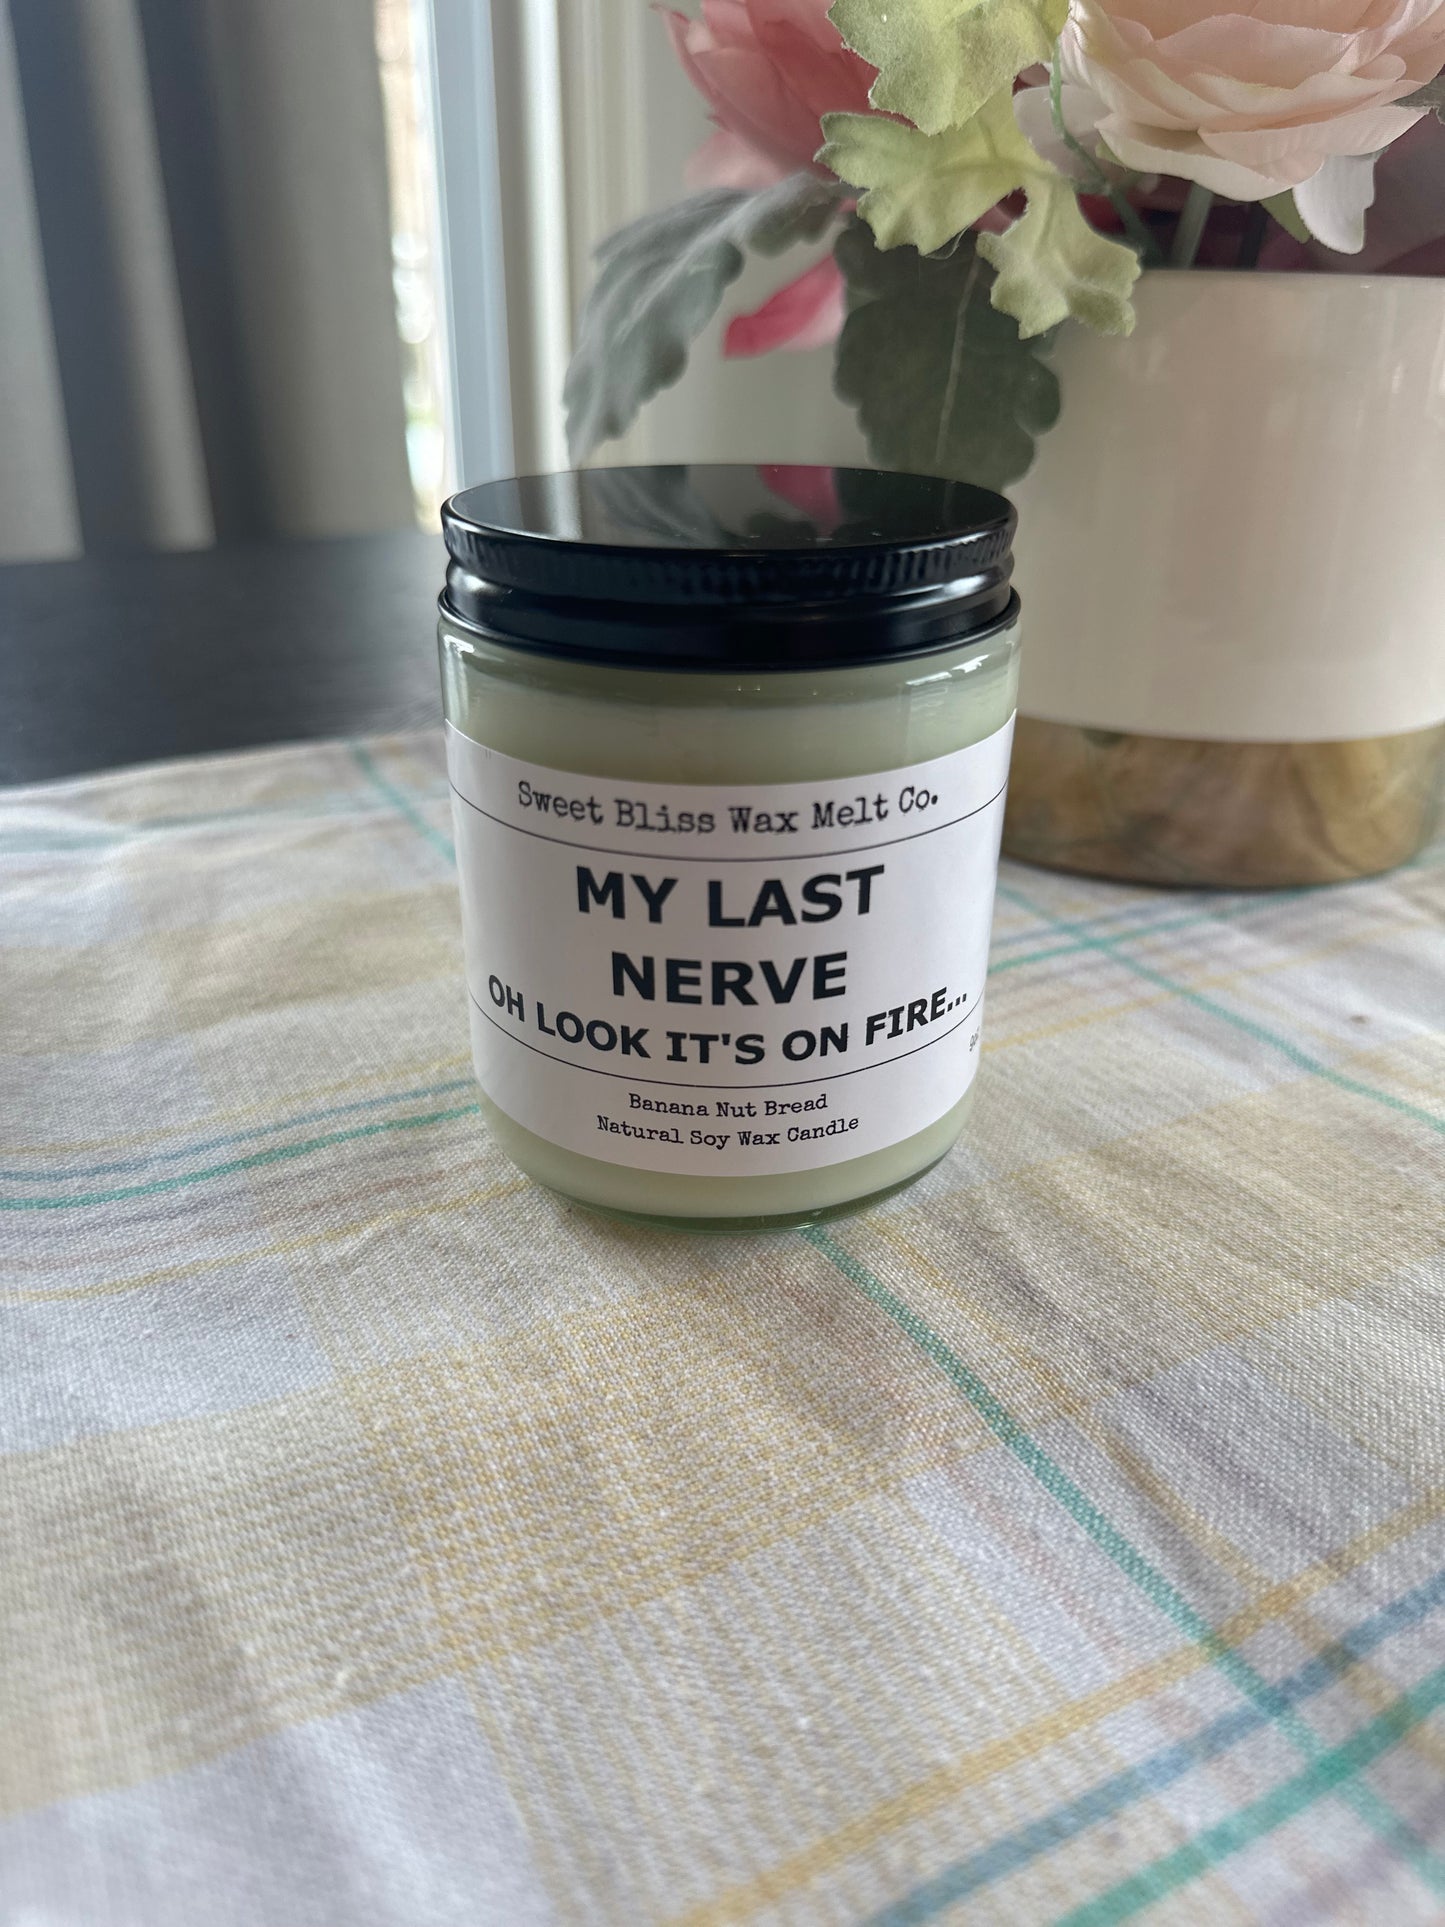 Sweet Bliss Wax Melt Co.
MY LAST
NERVE
OH LOOK IT'S ON FIRE...
Banana Nut Bread
Natural Soy Wax Candle